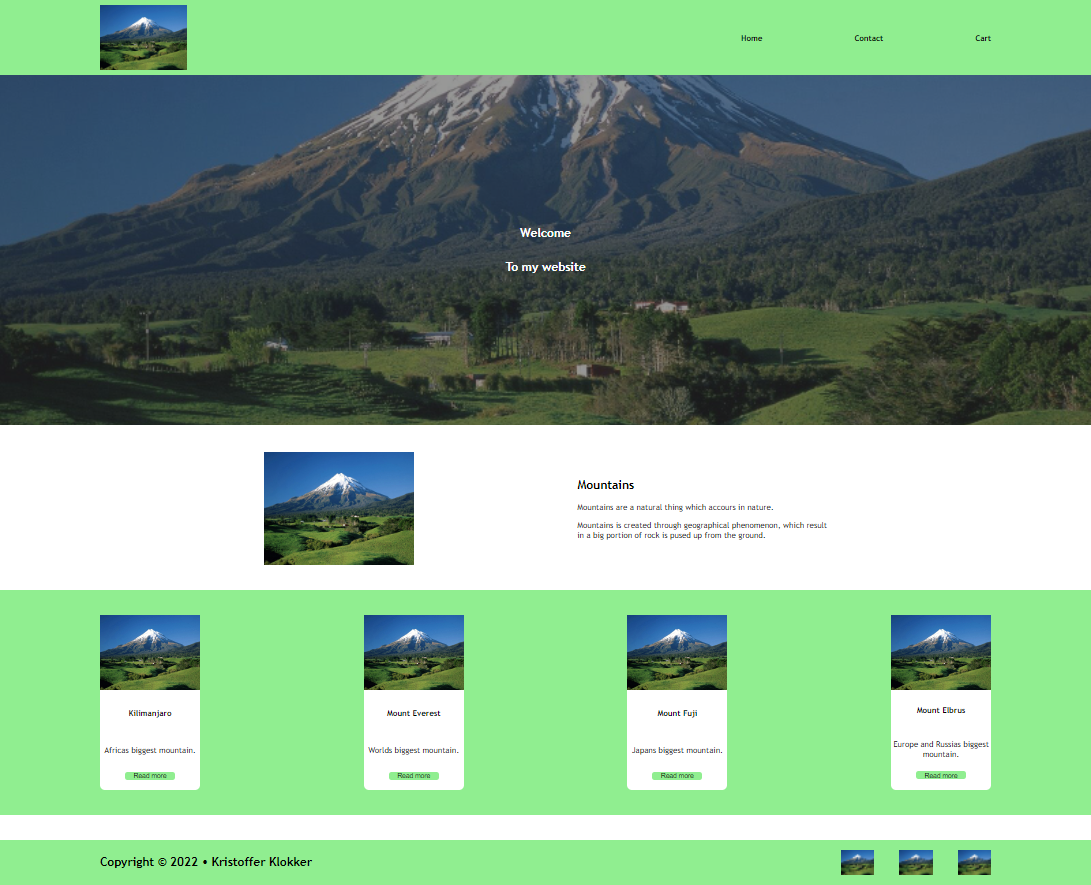 Home Contact Cart
Welcome
To my website
Mountains
Mountains are a natural thing which accours in nature.
Mountains is created through geographical phenomenon, which result
in a big portion of rock is pused up from the ground.
Kilimanjaro
Africas biggest mountain.
Read more
Mount Everest
Worlds biggest mountain.
Read more
Mount Fuji
Japans biggest mountain.
Read more
Mount Elbrus
Europe and Russias biggest
mountain.
Read more
Copyright © 2022 • Kristoffer Klokker